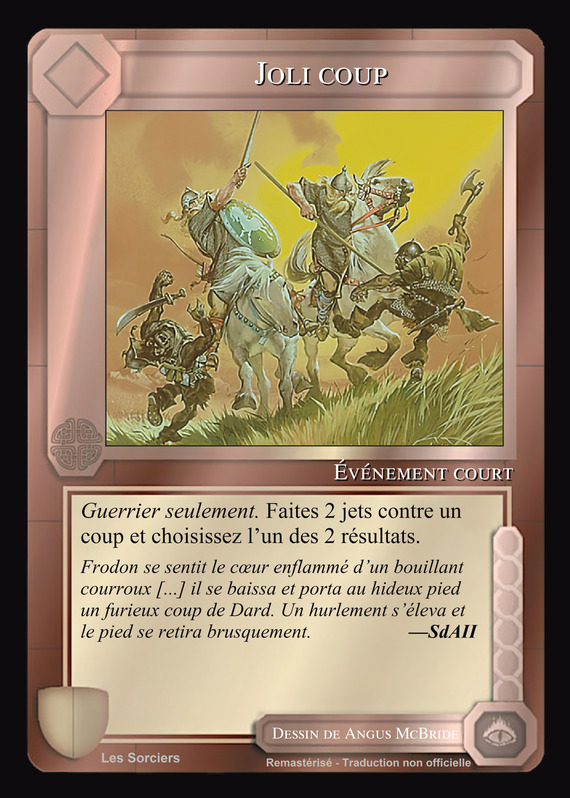 Joli coup
Événement court
Guerrier seulement. Faites 2 jets contre un
coup et choisissez l'un des 2 résultats.
Frodon se sentit le cœur enflammé d'un bouillant
courroux [...] il se baissa et porta au hideux pied
un furieux coup de Dard. Un hurlement s'éleva et
le pied se retira brusquement. —SdAII
Dessin de Angus McBride
Les Sorciers
Remastérisé - Traduction non officielle